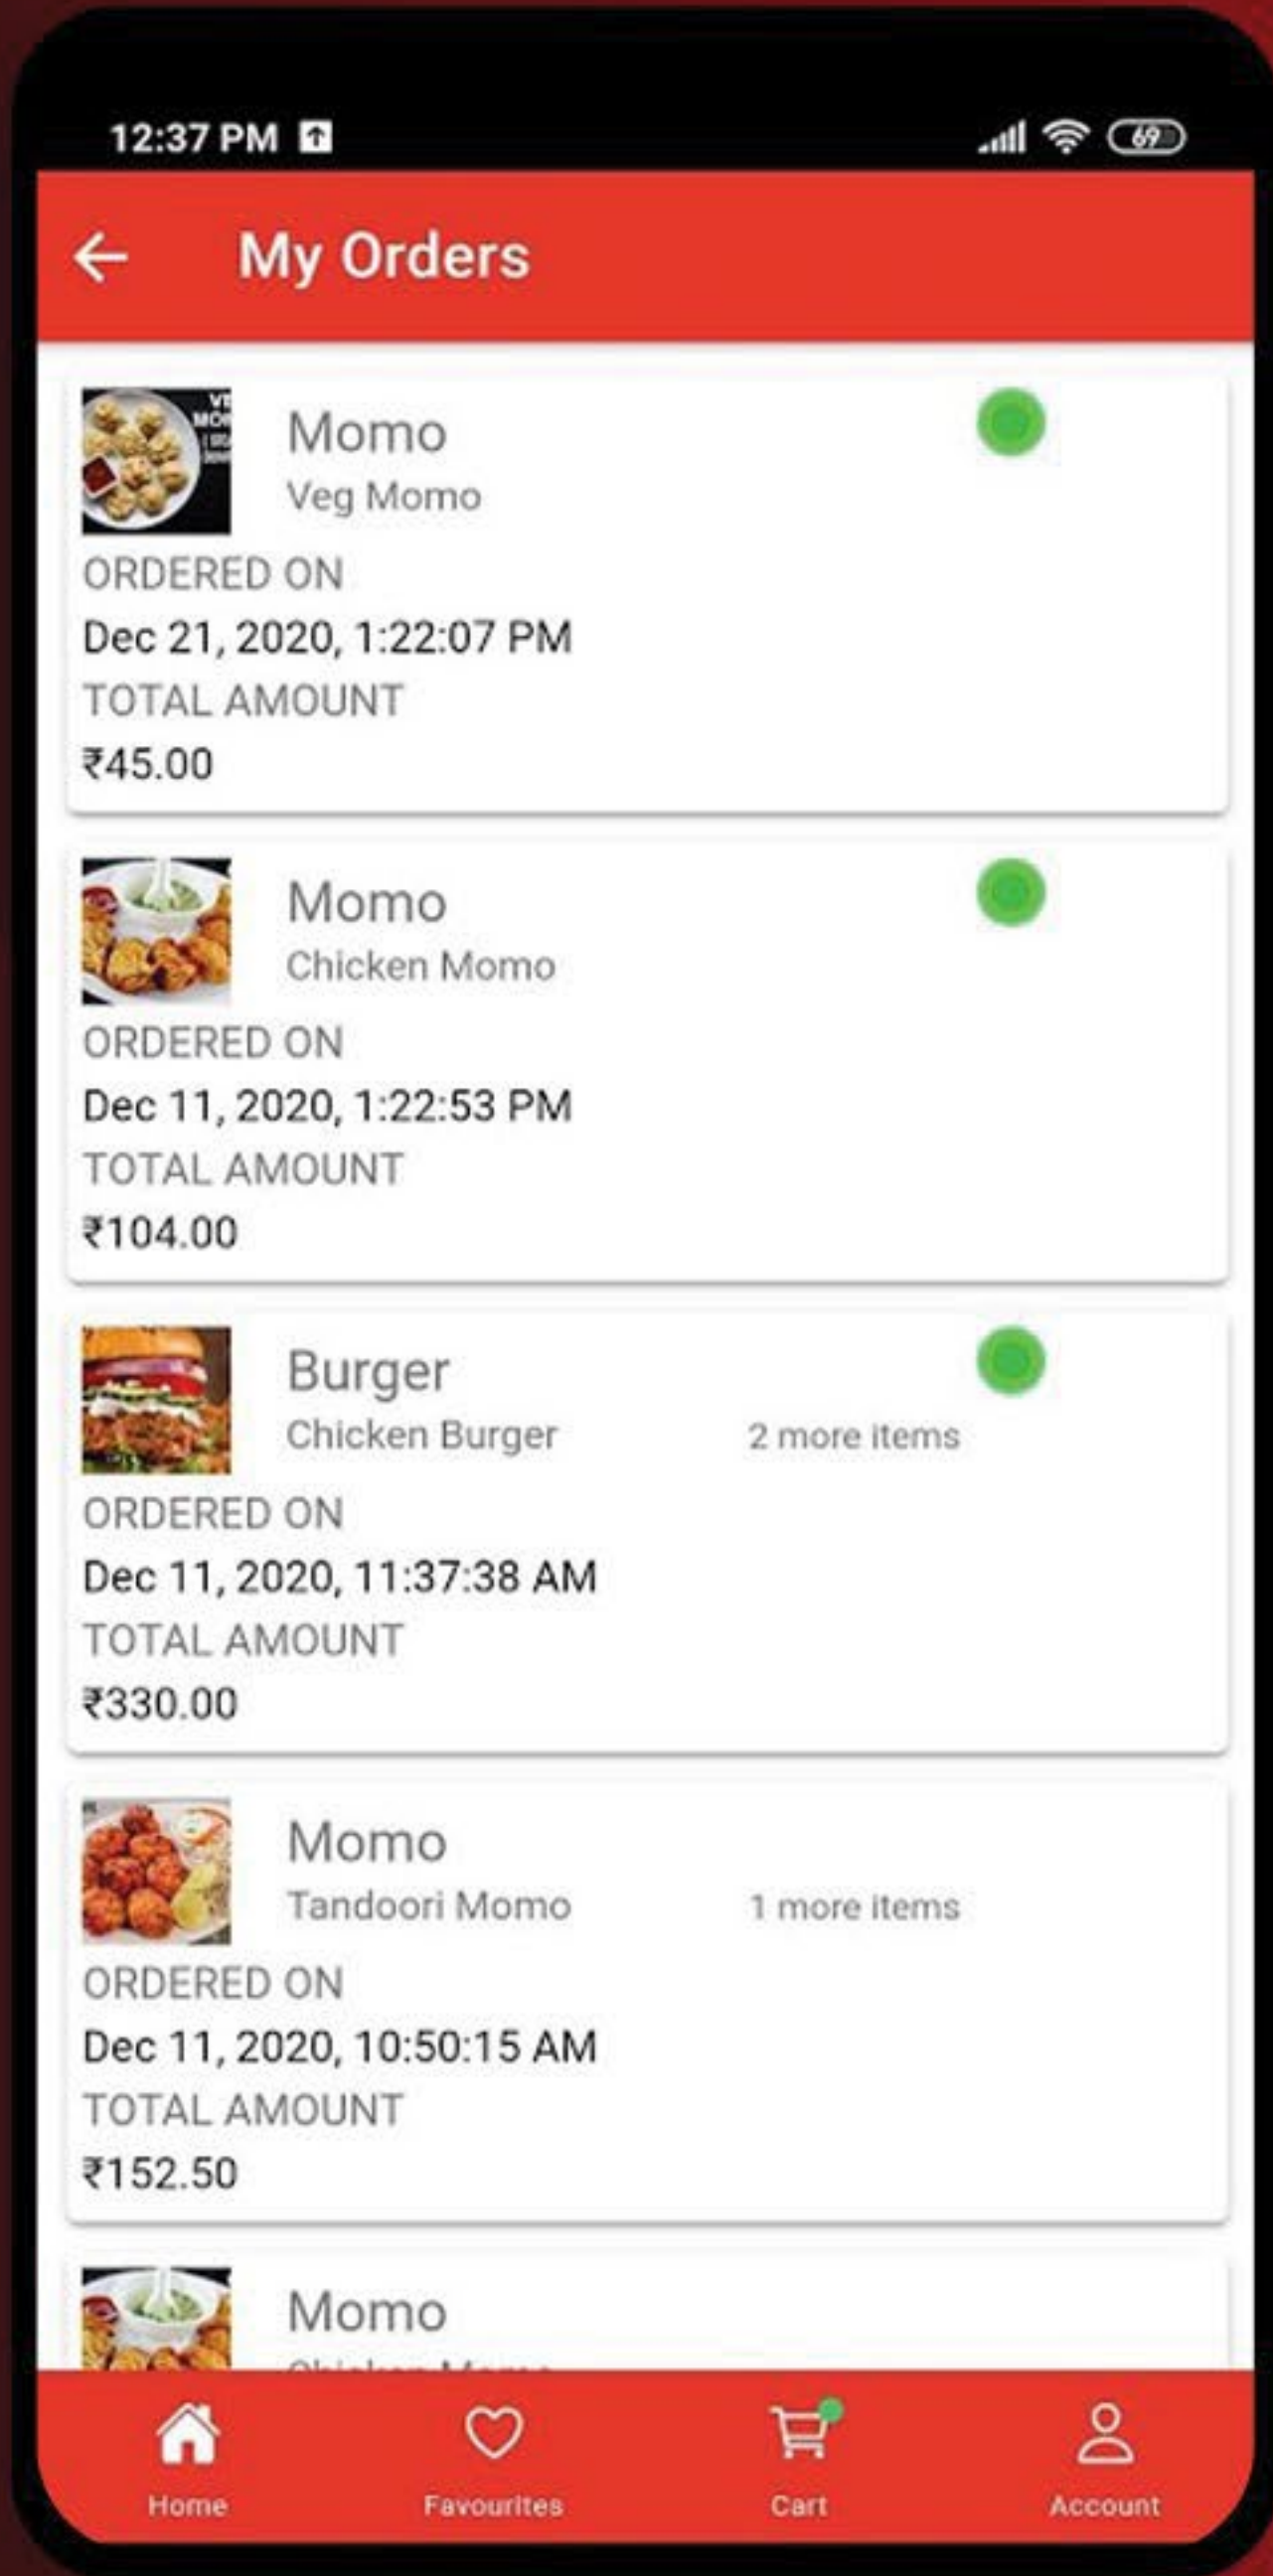 12:37 PM
69
My Orders
Momo
Veg Momo
ORDERED ON
Dec 21, 2020, 1:22:07 PM
TOTAL AMOUNT
₹45.00
Momo
Chicken Momo
ORDERED ON
Dec 11, 2020, 1:22:53 PM
TOTAL AMOUNT
₹104.00
Burger
Chicken Burger 2 more items
ORDERED ON
Dec 11, 2020, 11:37:38 AM
TOTAL AMOUNT
₹330.00
Momo
Tandoori Momo 1 more items
ORDERED ON
Dec 11, 2020, 10:50:15 AM
TOTAL AMOUNT
₹152.50
Momo
Home Favourites Cart Account